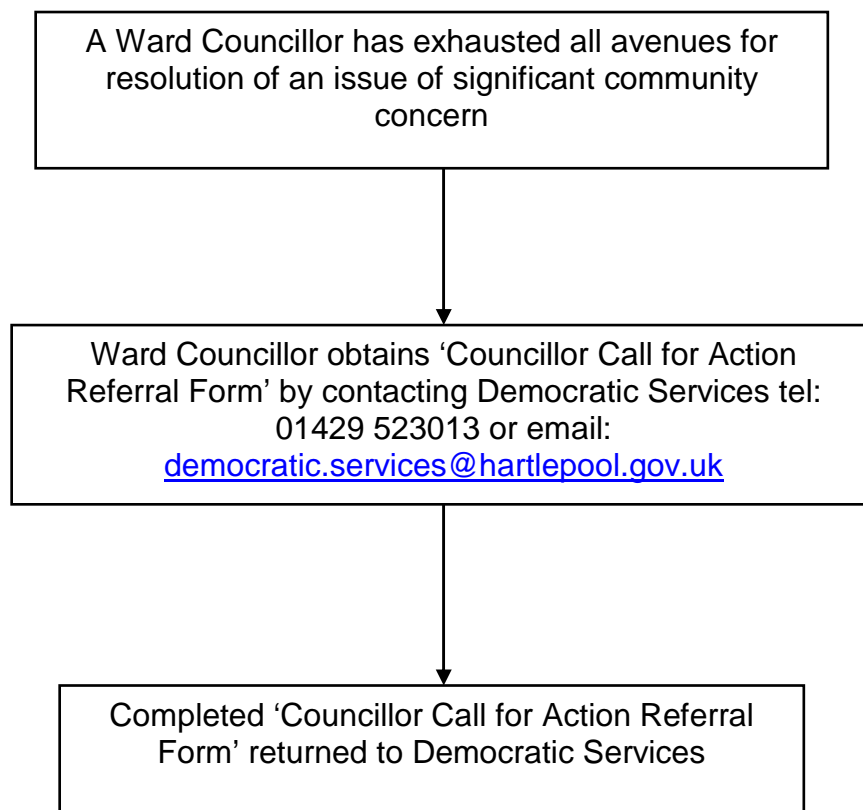 A Ward Councillor has exhausted all avenues for
resolution of an issue of significant community
concern
Ward Councillor obtains ‘Councillor Call for Action
Referral Form’ by contacting Democratic Services tel:
01429 523013 or email:
democratic.services@hartlepool.gov.uk
Completed ‘Councillor Call for Action Referral
Form’ returned to Democratic Services